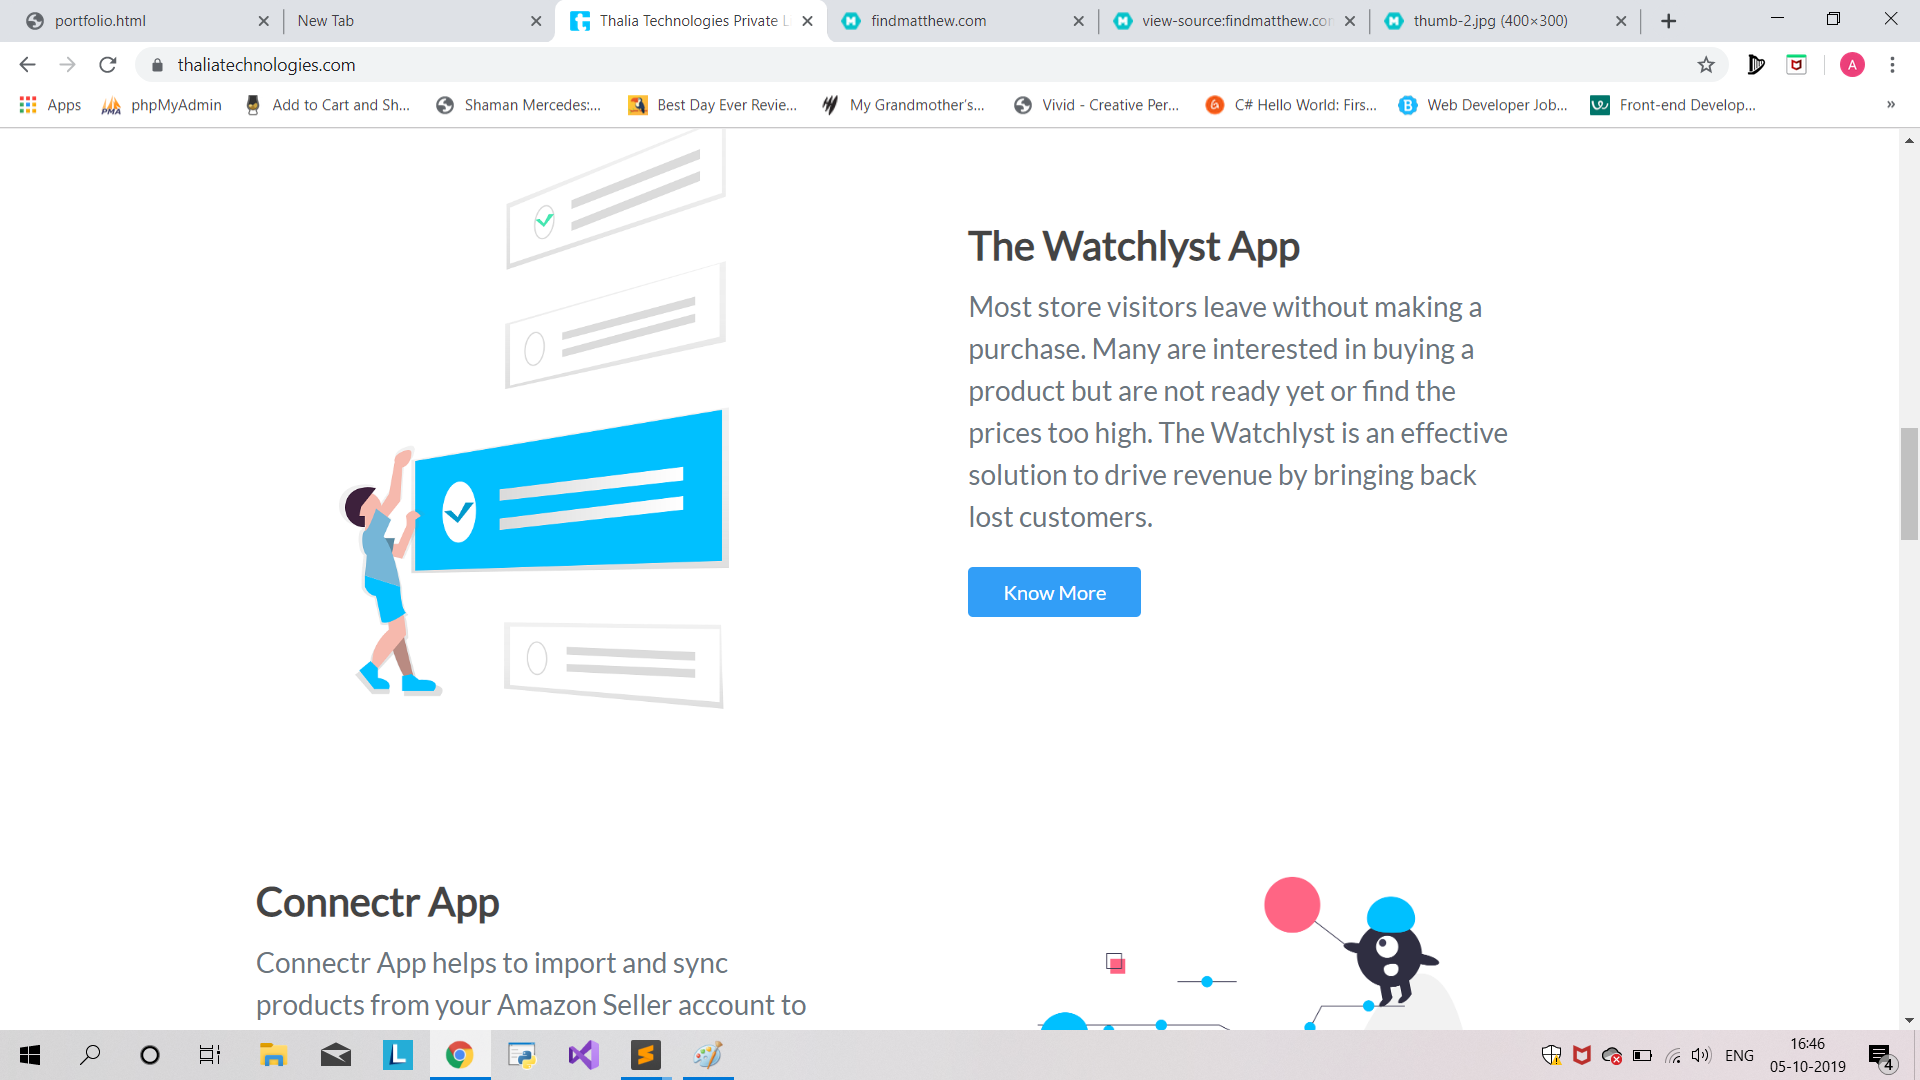 portfolio.html
New Tab
Thalia Technologies Private L
findmatthew.com
view-source:findmatthew.co
thumb-2.jpg (400×300)
thaliatechnologies.com
A
Apps
phpMyAdmin
Add to Cart and Sh...
Shaman Mercedes:...
Best Day Ever Revie...
My Grandmother's...
Vivid - Creative Per...
C# Hello World: Firs...
Web Developer Job...
Front-end Develop...
»
The Watchlyst App
Most store visitors leave without making a
purchase. Many are interested in buying a
product but are not ready yet or find the
prices too high. The Watchlyst is an effective
solution to drive revenue by bringing back
lost customers.
Know More
Connectr App
Connectr App helps to import and sync
products from your Amazon Seller account to
ENG
16:46
05-10-2019
4